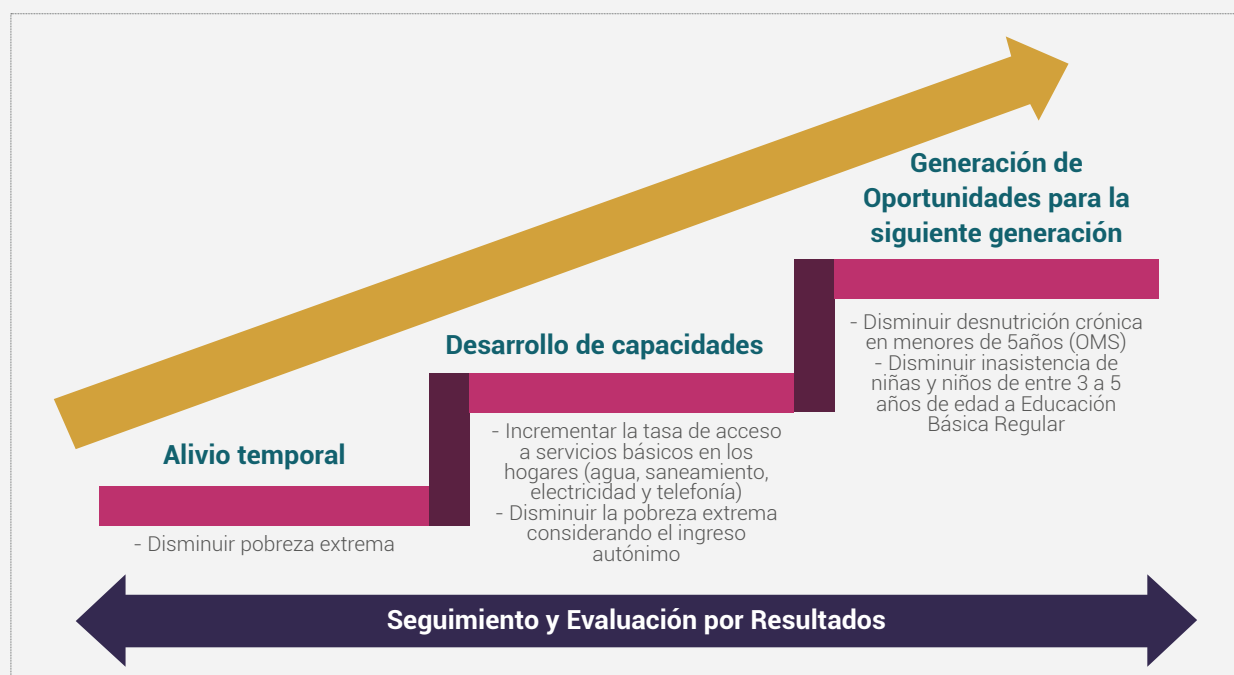 Alivio temporal
- Disminuir pobreza extrema
Desarrollo de capacidades
- Incrementar la tasa de acceso
a servicios básicos en los
hogares (agua, saneamiento,
electricidad y telefonía)
- Disminuir la pobreza extrema
considerando el ingreso
autónimo
Generación de
Oportunidades para la
siguiente generación
- Disminuir desnutrición crónica
en menores de 5años (OMS)
- Disminuir inasistencia de
niñas y niños de entre 3 a 5
años de edad a Educación
Básica Regular
Seguimiento y Evaluación por Resultados